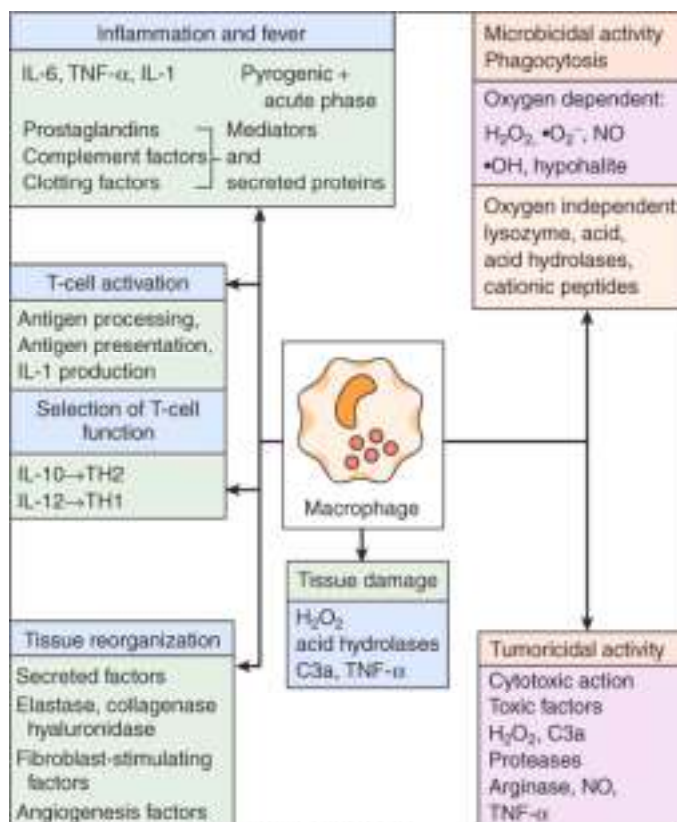 Inflammation and fever
IL-6, TNF-α, IL-1
Pyrogenic +
acute phase
Prostaglandins
Complement factors
Clotting factors
Mediators
and
secreted proteins
T-cell activation
Antigen processing,
Antigen presentation,
IL-1 production
Selection of T-cell
function
IL-10→TH2
IL-12→TH1
Tissue reorganization
Secreted factors
Elastase, collagenase
hyaluronidase
Fibroblast-stimulating
factors
Angiogenesis factors
Macrophage
Tissue damage
H₂O₂
acid hydrolases
C3a, TNF-α
Microbicidal activity
Phagocytosis
Oxygen dependent:
H₂O₂, •O₂⁻, NO
•OH, hypohalite
Oxygen independent:
lysozyme, acid,
acid hydrolases,
cationic peptides
Tumoricidal activity
Cytotoxic action
Toxic factors
H₂O₂, C3a
Proteases
Arginase, NO,
TNF-α